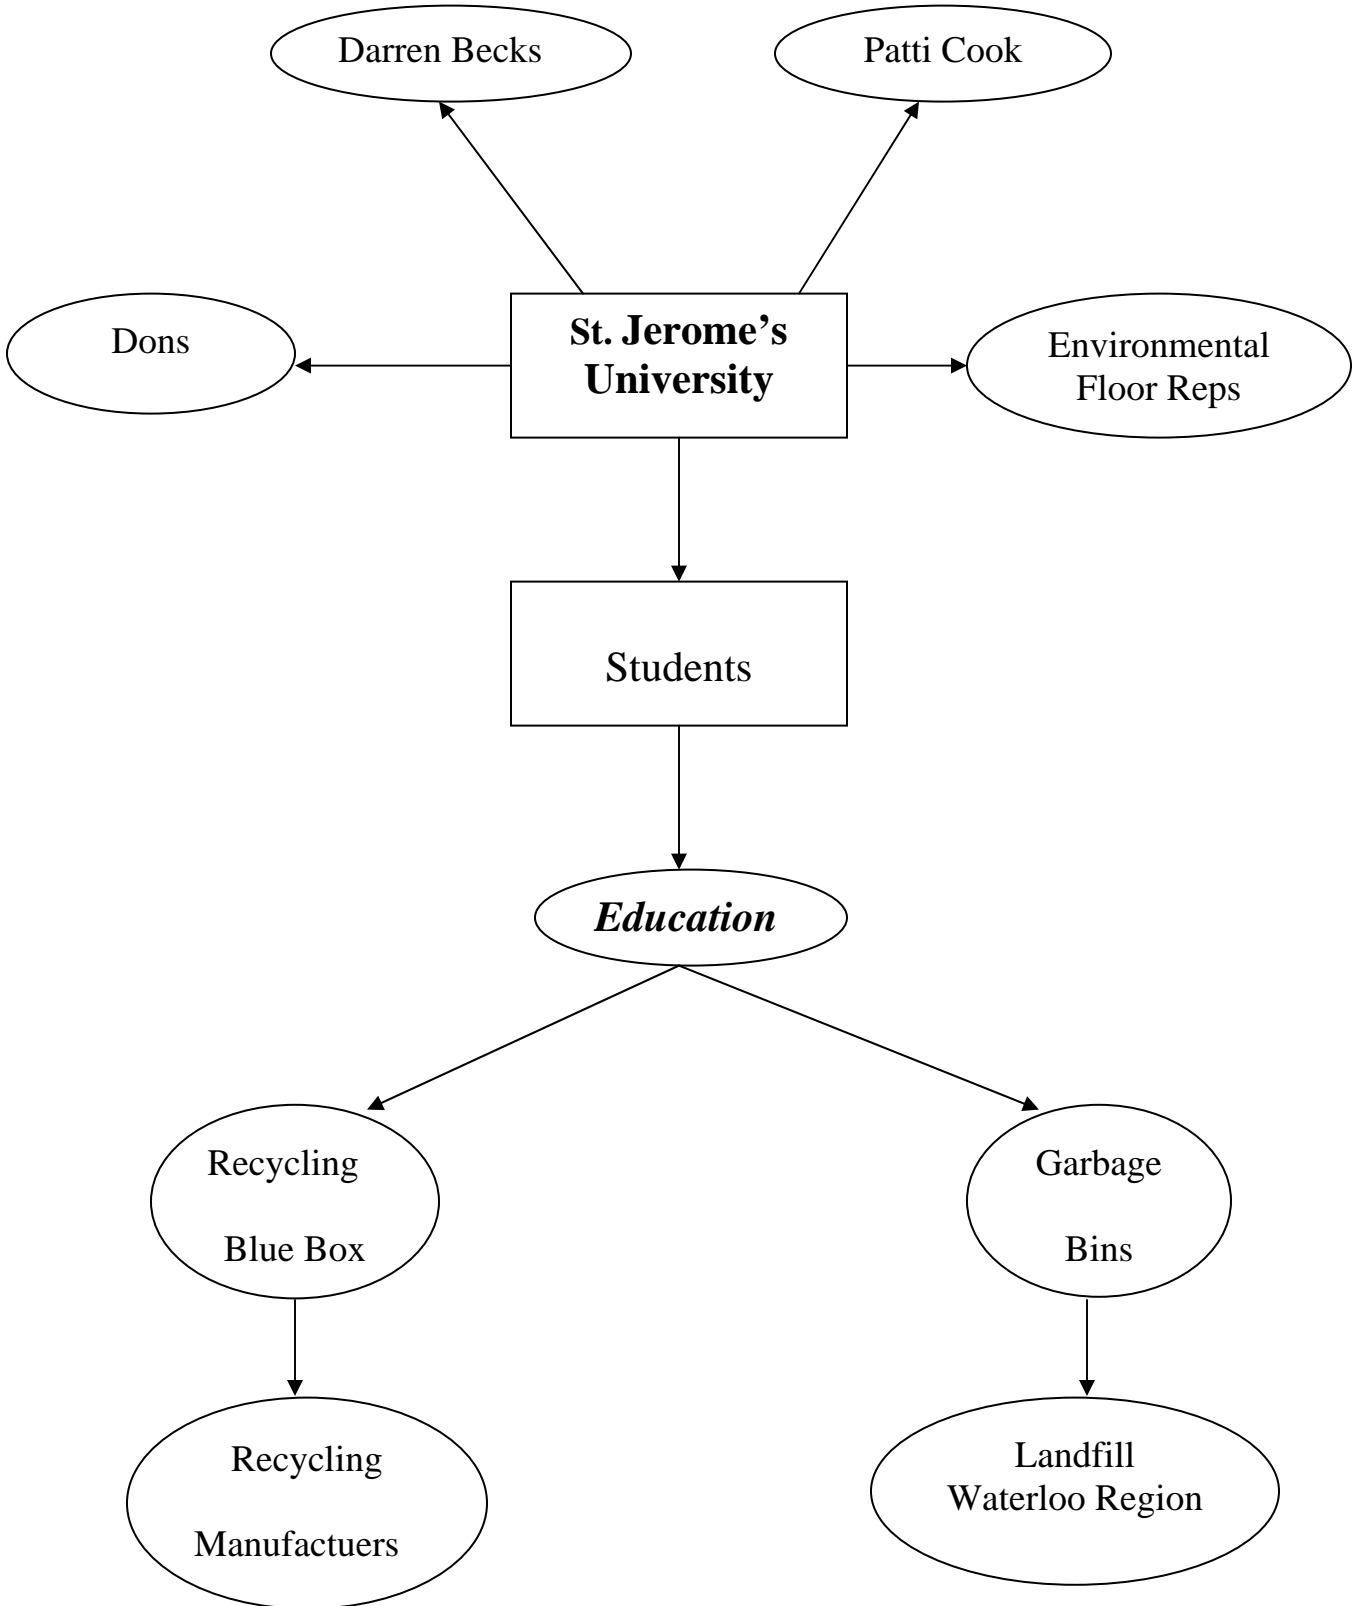 Darren Becks
Patti Cook
Dons
St. Jerome’s
University
Environmental
Floor Reps
Students
Education
Recycling
Blue Box
Garbage
Bins
Recycling
Manufactuers
Landfill
Waterloo Region